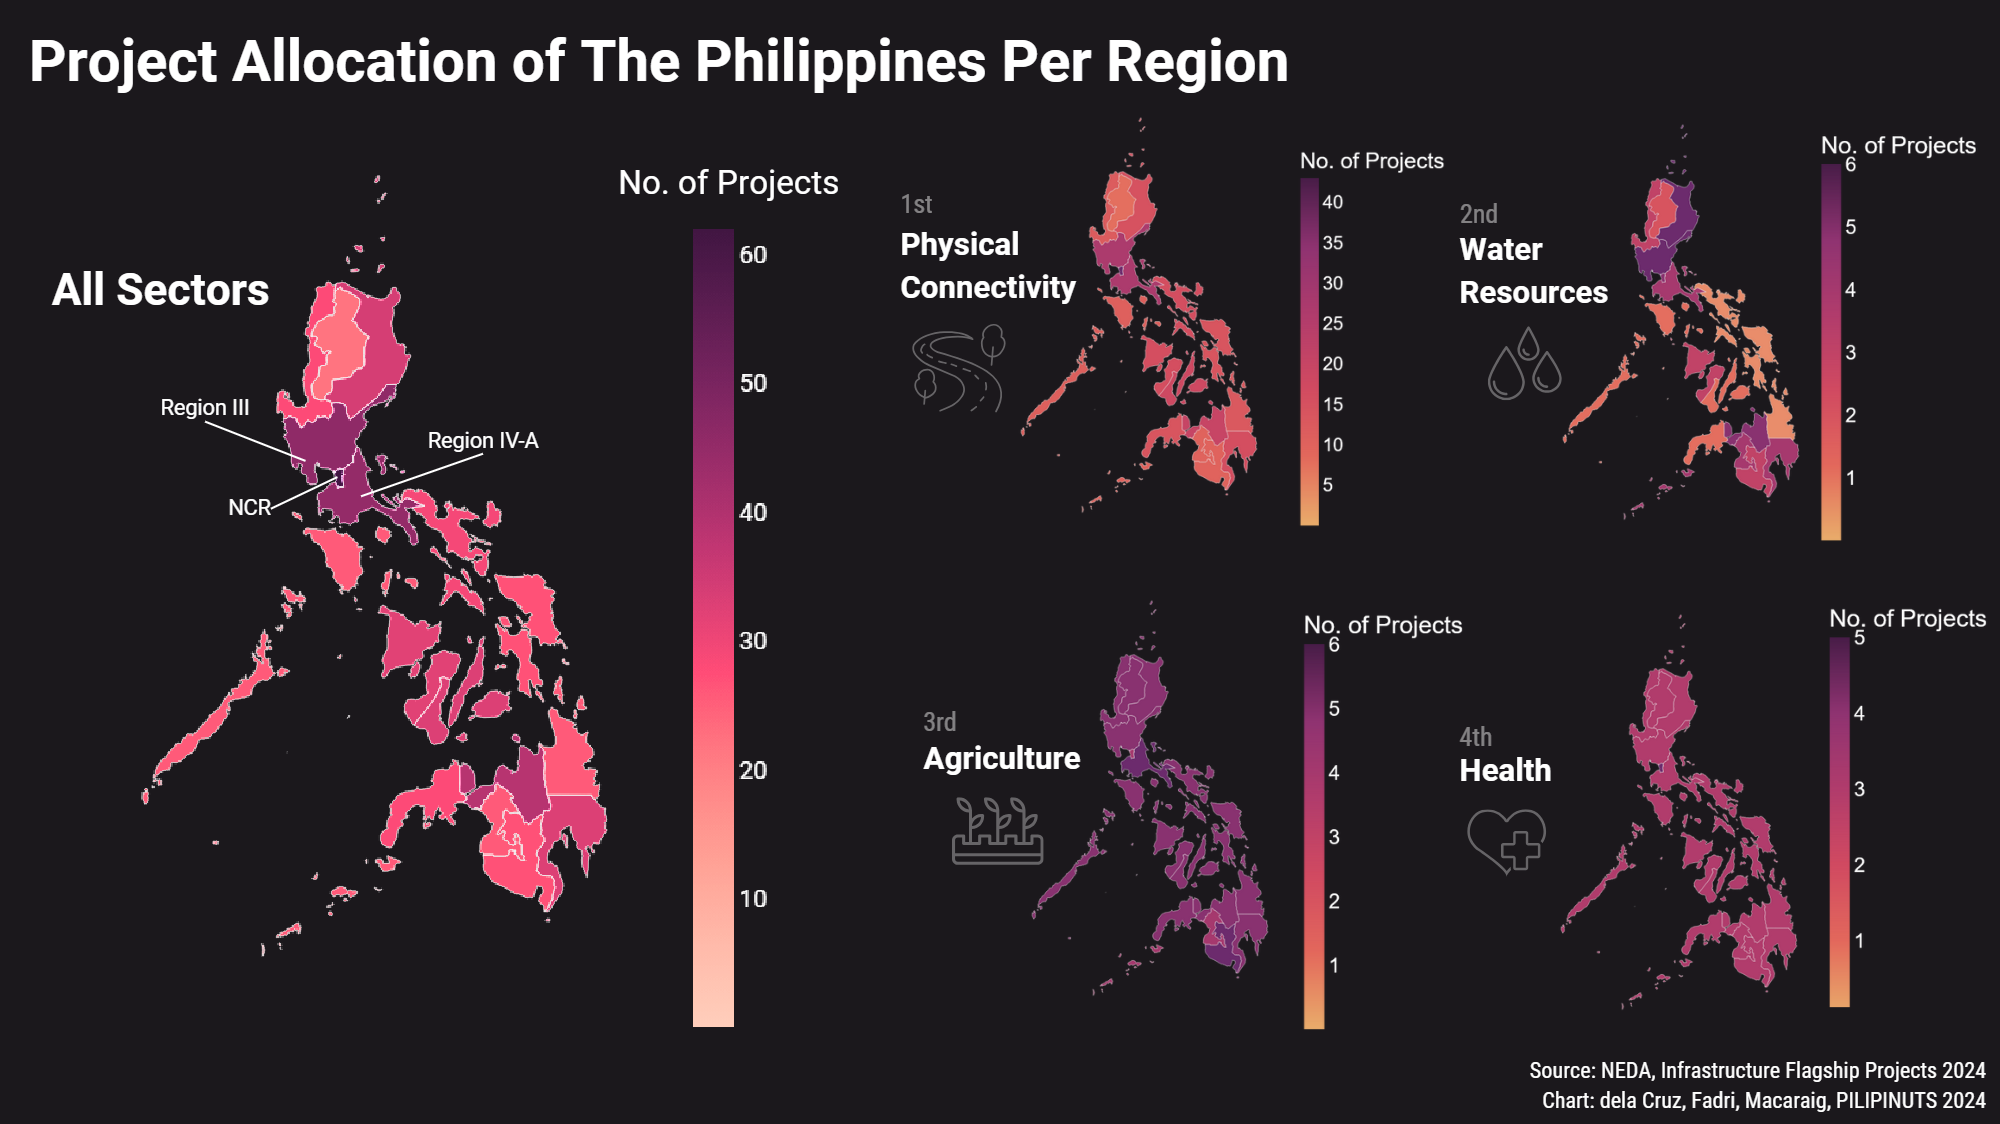 Project Allocation of The Philippines Per Region
All Sectors
No. of Projects
60
50
40
30
20
10
Region III
Region IV-A
NCR
1st
Physical
Connectivity
No. of Projects
40
35
30
25
20
15
10
5
2nd
Water
Resources
No. of Projects
6
5
4
3
2
1
3rd
Agriculture
No. of Projects
6
5
4
3
2
1
4th
Health
No. of Projects
5
4
3
2
1
Source: NEDA, Infrastructure Flagship Projects 2024
Chart: dela Cruz, Fadri, Macaraig, PILIPINUTS 2024